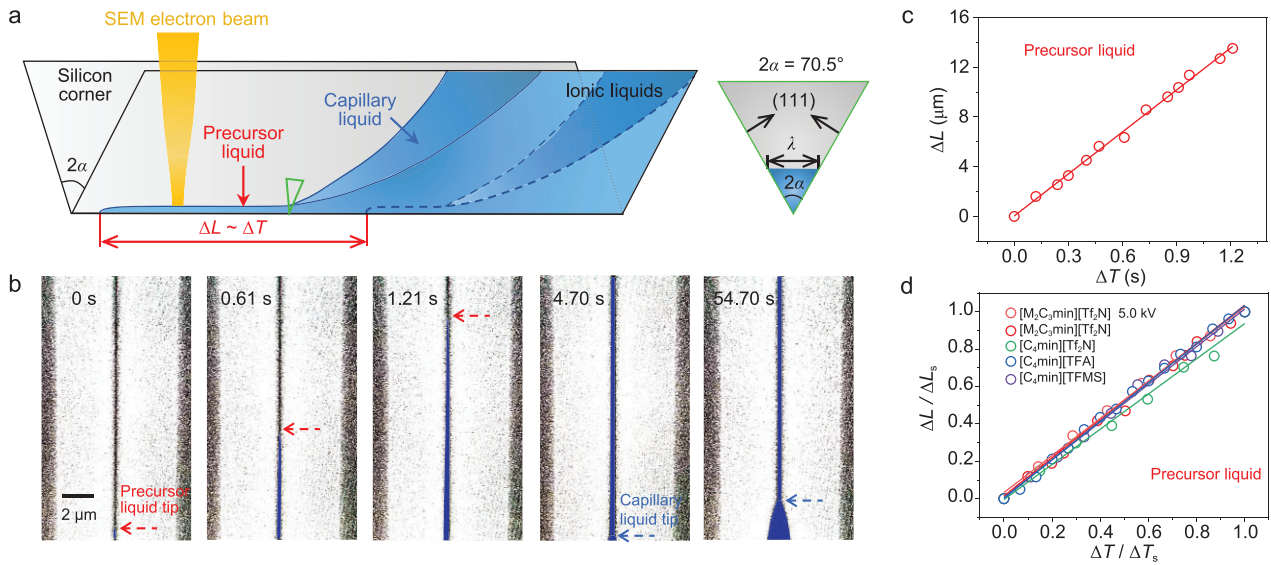 a
SEM electron beam
Silicon
corner
2α
Precursor
liquid
Capillary
liquid
Ionic liquids
ΔL ~ ΔT
2α = 70.5°
(111)
λ
2α
b
0 s
0.61 s
1.21 s
4.70 s
54.70 s
2 μm
Precursor
liquid tip
Capillary
liquid tip
c
16
12
8
4
0
ΔL (μm)
Precursor liquid
0.0 0.3 0.6 0.9 1.2
ΔT (s)
d
1.0
0.8
0.6
0.4
0.2
0.0
ΔL / ΔLₛ
[M₂C₃min][Tf₂N] 5.0 kV
[M₂C₃min][Tf₂N]
[C₄min][Tf₂N]
[C₄min][TFA]
[C₄min][TFMS]
Precursor liquid
0.0 0.2 0.4 0.6 0.8 1.0
ΔT / ΔTₛ